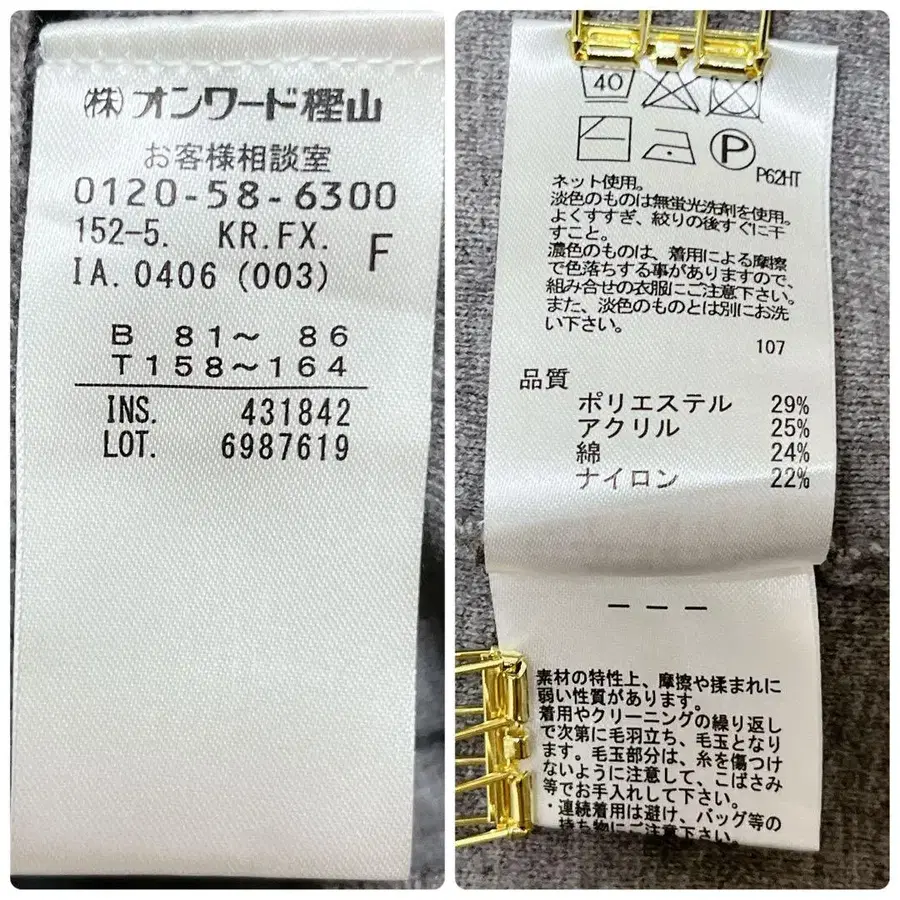 (株)オンワード樫山
お客様相談室
0120-58-6300
152-5. KR.FX. F
IA.0406 (003)
B 81〜 86
T158〜164
INS. 431842
LOT. 6987619
40
P
P62HT
ネット使用。
淡色のものは無蛍光洗剤を使用。
よくすすぎ、絞りの後すぐに干
すこと。
濃色のものは、着用による摩擦
で色落ちする事がありますので、
組み合せの衣服にご注意下さい。
また、淡色のものとは別にお洗
い下さい。
107
品質
ポリエステル 29%
アクリル 25%
綿 24%
ナイロン 22%
---
素材の特性上、摩擦や揉まれに
弱い性質があります。
着用やクリーニングの繰り返し
で次第に毛羽立ち、毛玉となり
ます。毛玉部分は、糸を傷つけ
ないように注意して、こばさみ
等でお手入れして下さい。
・連続着用は避け、バッグ等の
持ち物にご注意下さい。